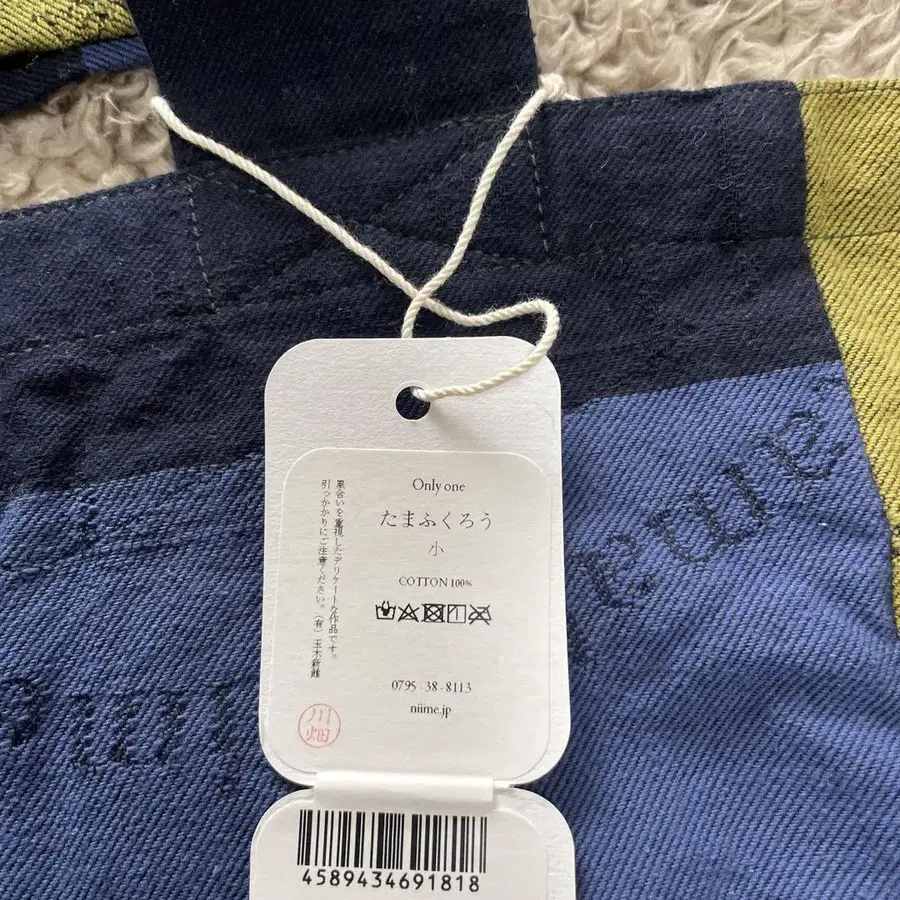 Only one
たまふくろう
小
COTTON 100%
0795-38-8113
niime.jp
風合いを重視したデリケートな作品です。
引っかかりにご注意ください。(有)玉木新雌
川畑
4589434691818
niime